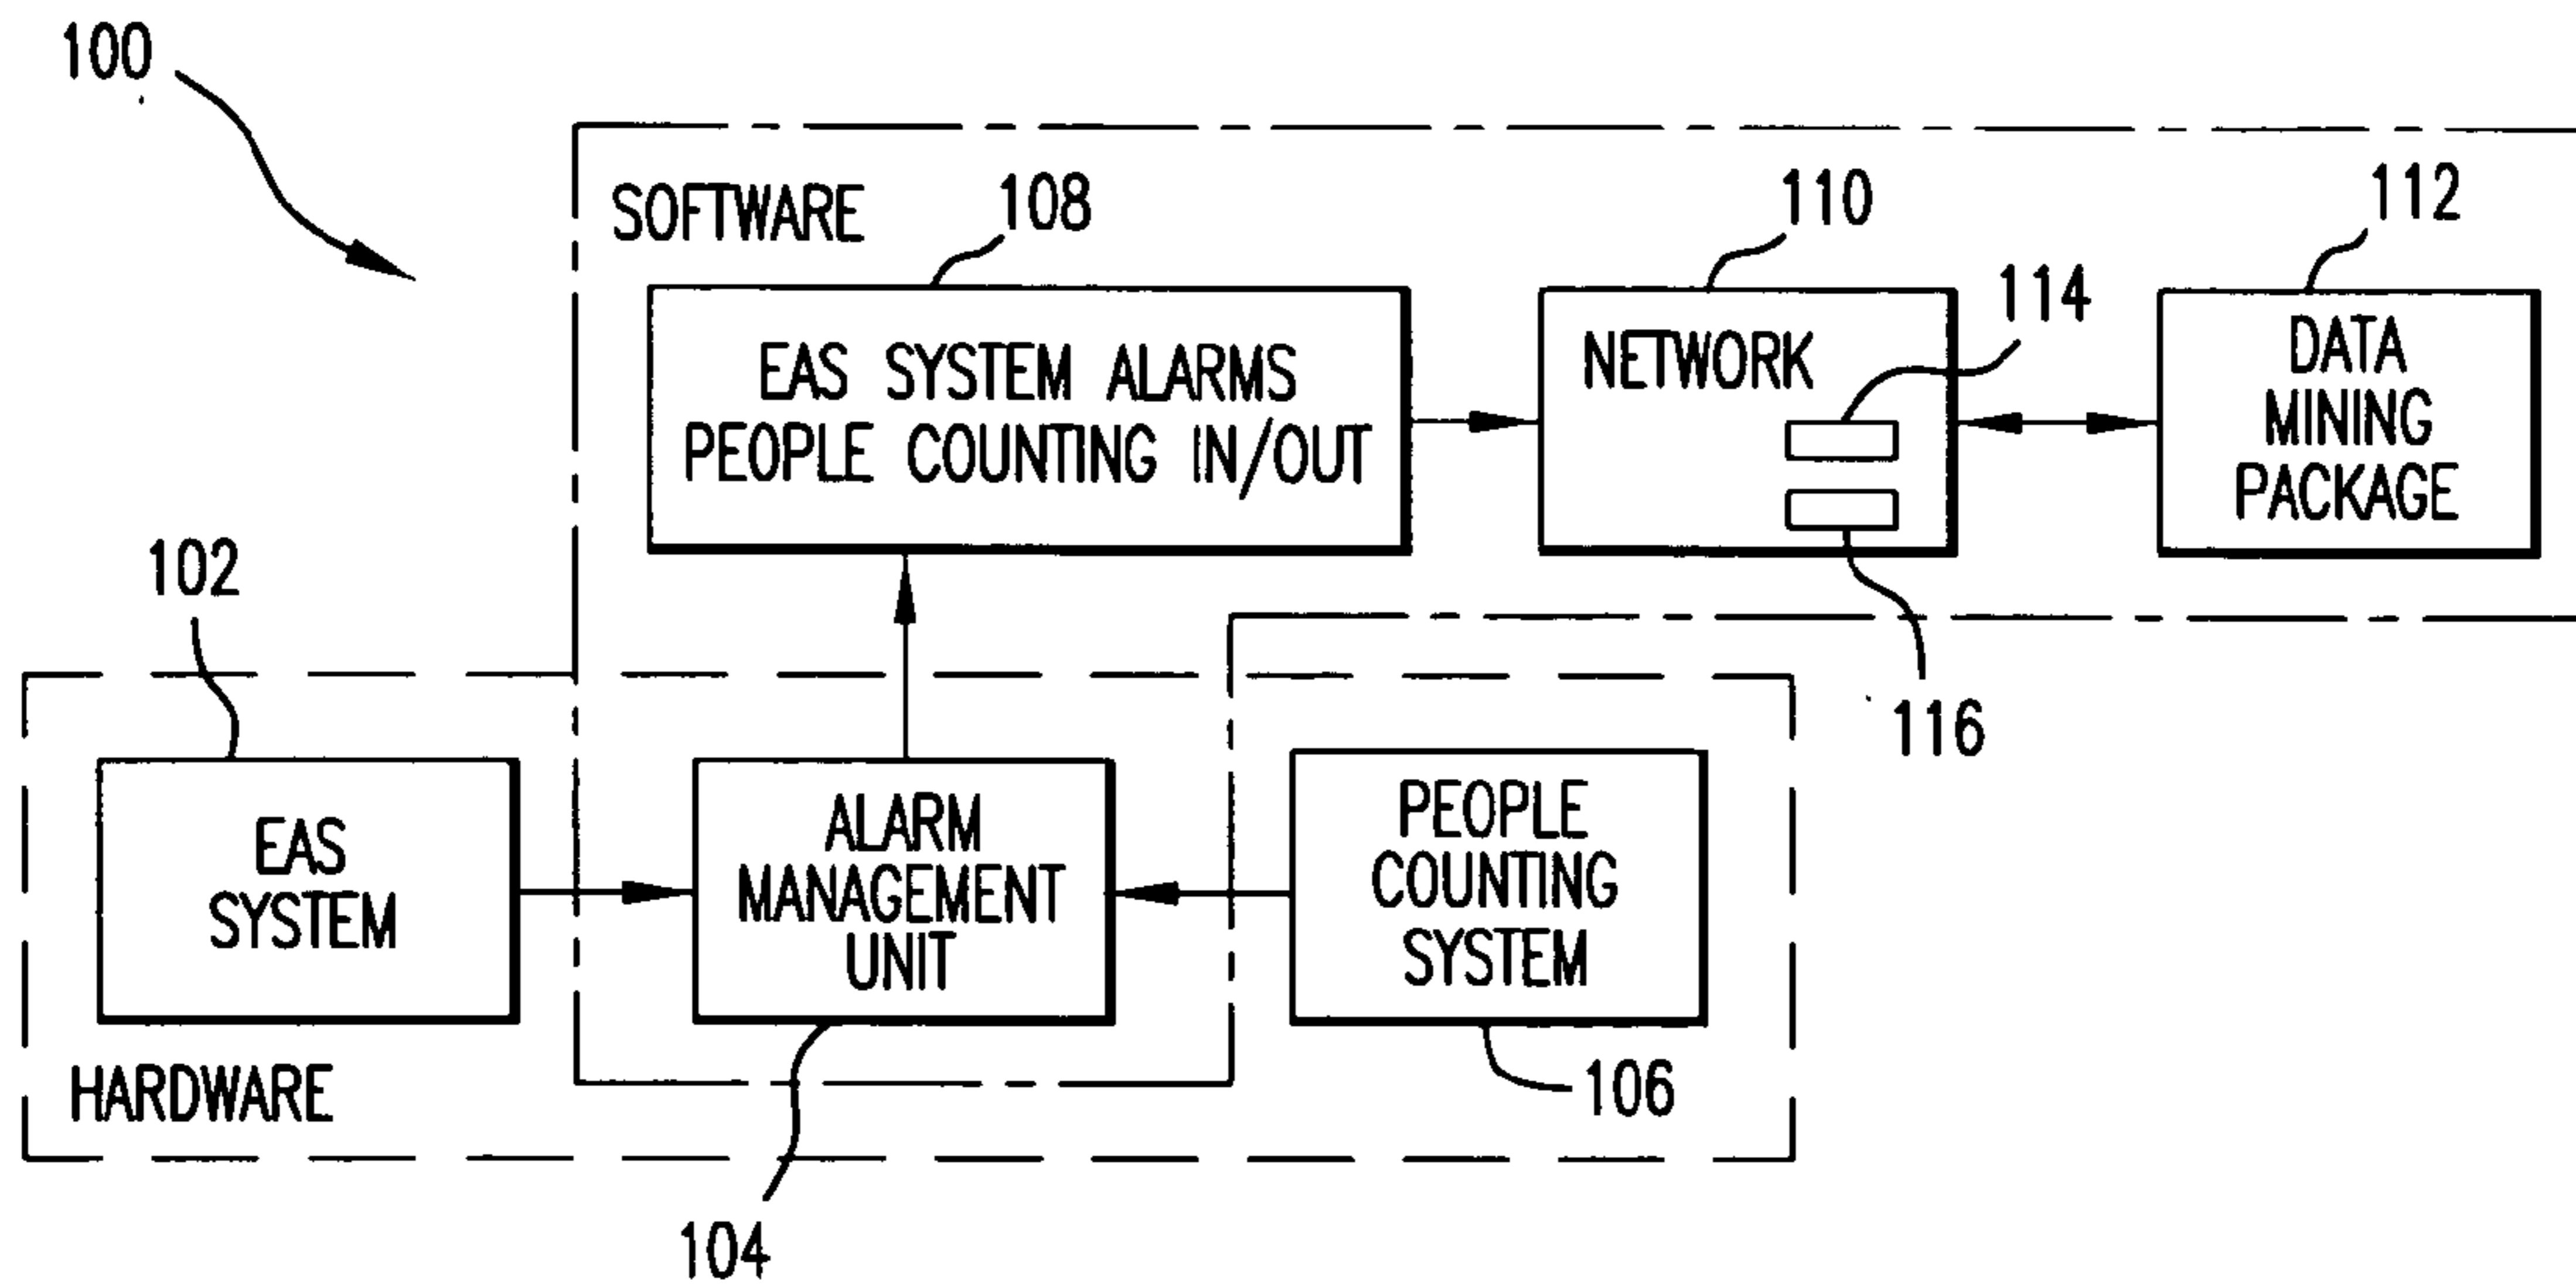 100
SOFTWARE
108
110
112
114
EAS SYSTEM ALARMS
PEOPLE COUNTING IN/OUT
NETWORK
DATA
MINING
PACKAGE
116
102
EAS
SYSTEM
ALARM
MANAGEMENT
UNIT
PEOPLE
COUNTING
SYSTEM
HARDWARE
106
104